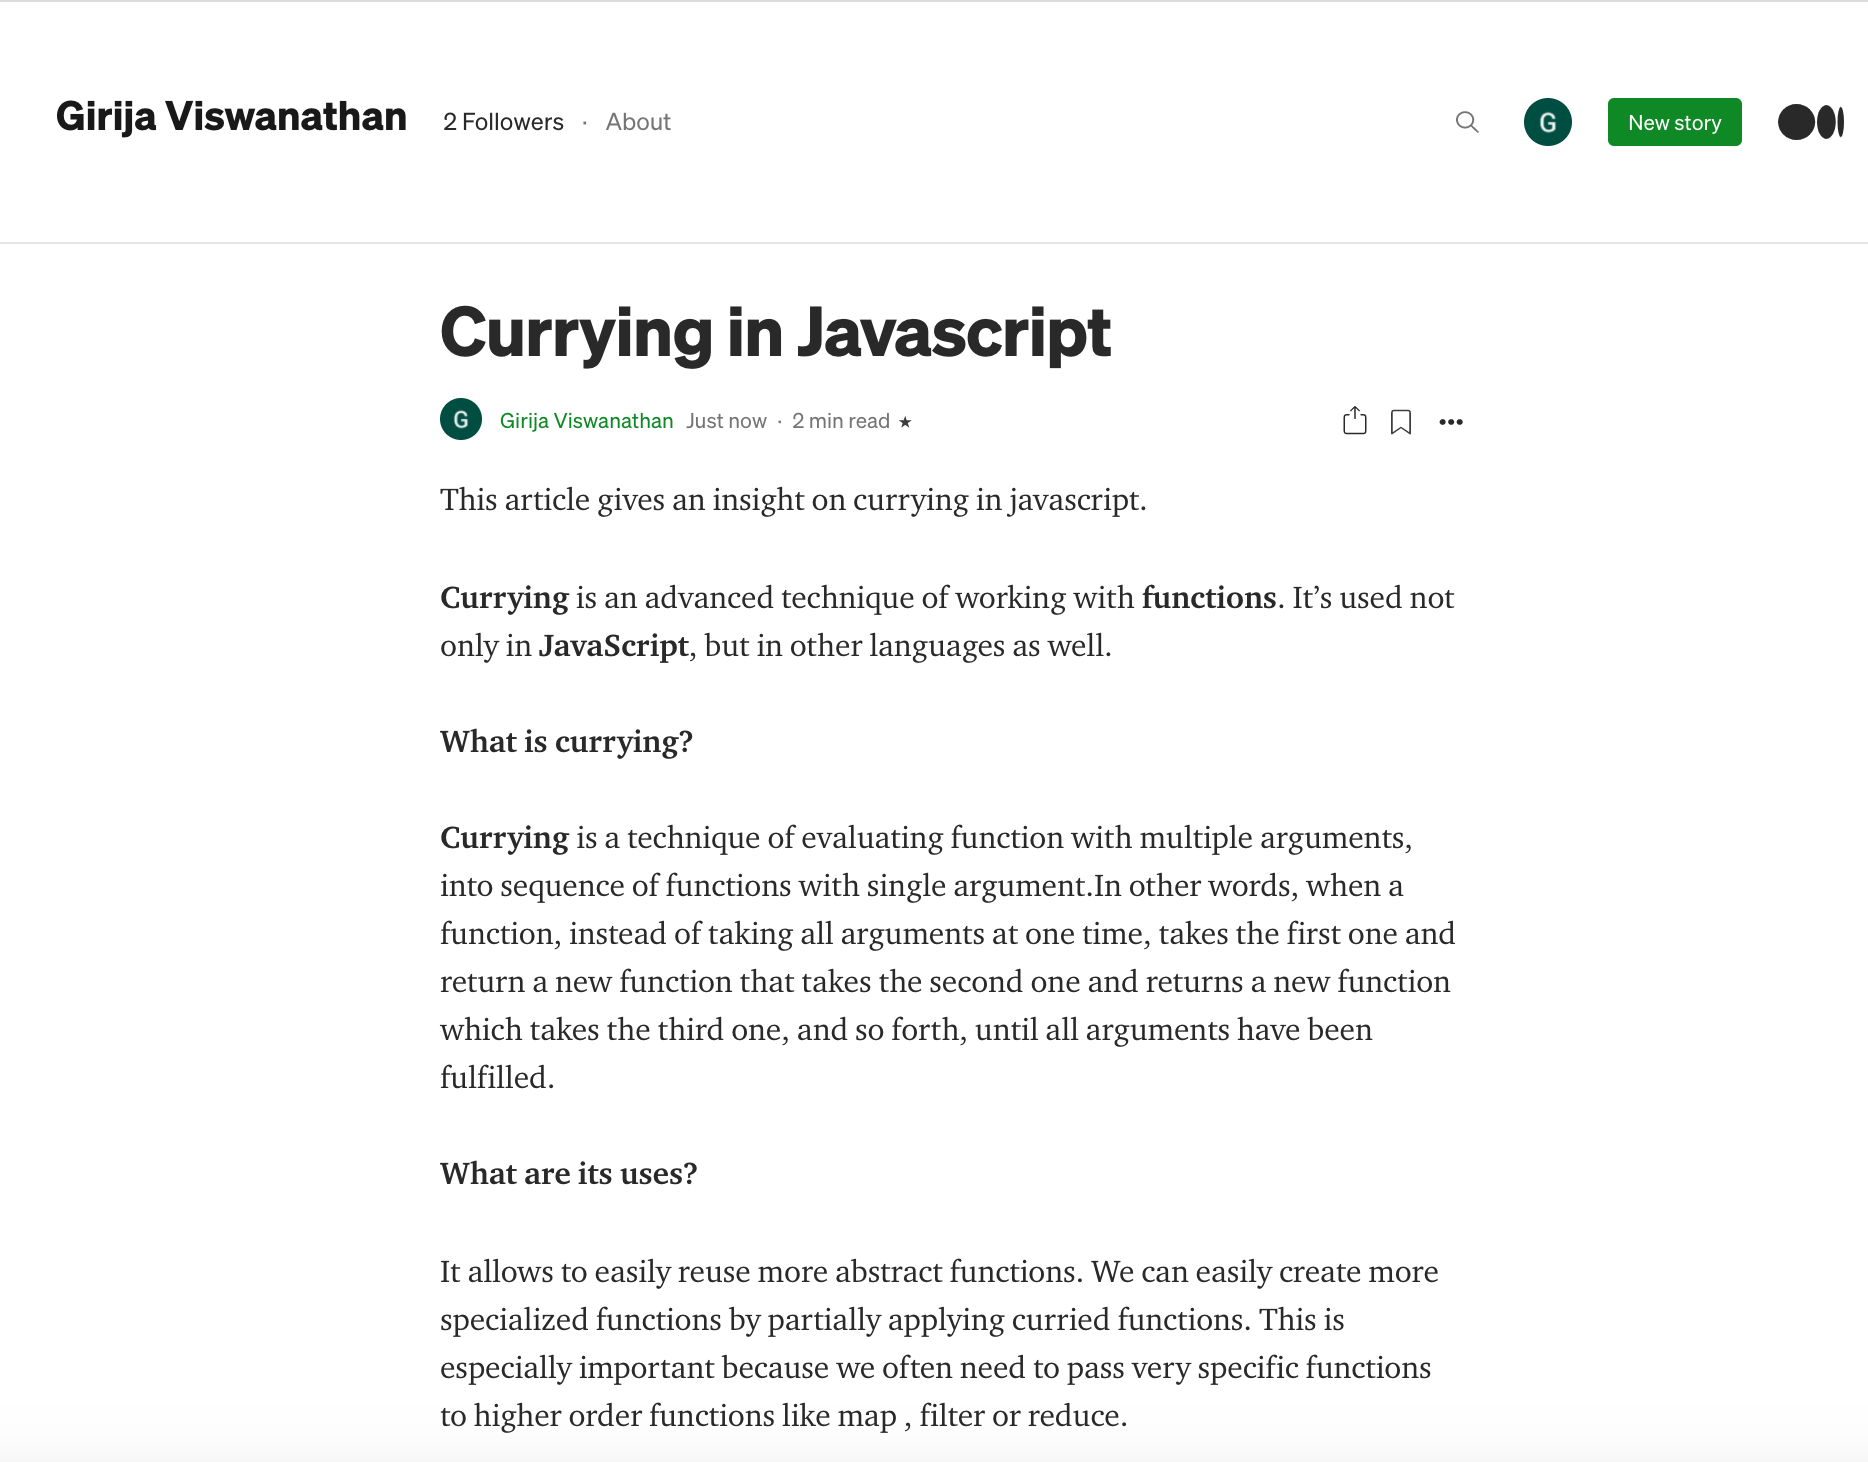 Girija Viswanathan 2 Followers · About G New story
Currying in Javascript
G Girija Viswanathan Just now · 2 min read ★
This article gives an insight on currying in javascript.
Currying is an advanced technique of working with functions. It’s used not
only in JavaScript, but in other languages as well.
What is currying?
Currying is a technique of evaluating function with multiple arguments,
into sequence of functions with single argument.In other words, when a
function, instead of taking all arguments at one time, takes the first one and
return a new function that takes the second one and returns a new function
which takes the third one, and so forth, until all arguments have been
fulfilled.
What are its uses?
It allows to easily reuse more abstract functions. We can easily create more
specialized functions by partially applying curried functions. This is
especially important because we often need to pass very specific functions
to higher order functions like map , filter or reduce.